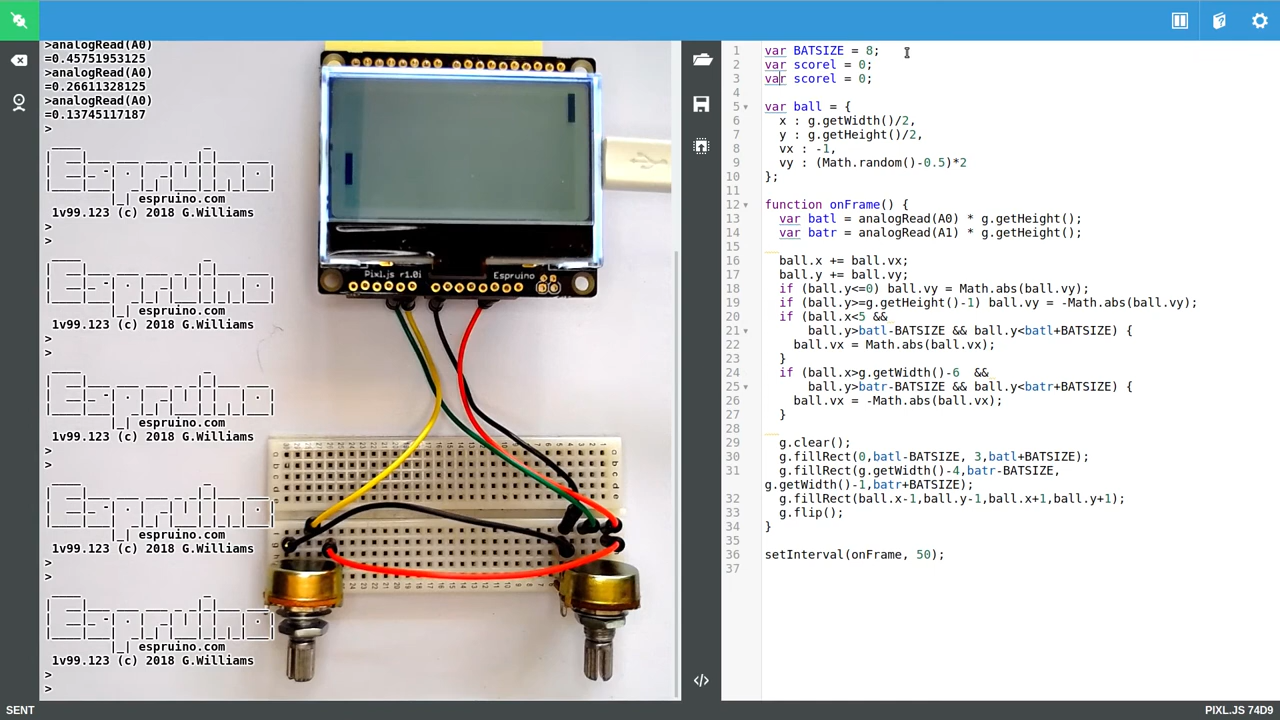 >analogRead(A0)
=0.45751953125
>analogRead(A0)
=0.26611328125
>analogRead(A0)
=0.13745117187
>
Espruino
espruino.com
1v99.123 (c) 2018 G.Williams
>
>
Espruino
espruino.com
1v99.123 (c) 2018 G.Williams
>
>
Espruino
espruino.com
1v99.123 (c) 2018 G.Williams
>
>
Espruino
espruino.com
1v99.123 (c) 2018 G.Williams
>
>
Espruino
espruino.com
1v99.123 (c) 2018 G.Williams
>
>
Pixl.js r1.0i
Espruino
1 var BATSIZE = 8;
2 var scorel = 0;
3 var scorel = 0;
4
5 var ball = {
6 x : g.getWidth()/2,
7 y : g.getHeight()/2,
8 vx : -1,
9 vy : (Math.random()-0.5)*2
10 };
11
12 function onFrame() {
13 var batl = analogRead(A0) * g.getHeight();
14 var batr = analogRead(A1) * g.getHeight();
15
16 ball.x += ball.vx;
17 ball.y += ball.vy;
18 if (ball.y<=0) ball.vy = Math.abs(ball.vy);
19 if (ball.y>=g.getHeight()-1) ball.vy = -Math.abs(ball.vy);
20 if (ball.x<5 &&
21 ball.y>batl-BATSIZE && ball.y<batl+BATSIZE) {
22 ball.vx = Math.abs(ball.vx);
23 }
24 if (ball.x>g.getWidth()-6 &&
25 ball.y>batr-BATSIZE && ball.y<batr+BATSIZE) {
26 ball.vx = -Math.abs(ball.vx);
27 }
28
29 g.clear();
30 g.fillRect(0,batl-BATSIZE, 3,batl+BATSIZE);
31 g.fillRect(g.getWidth()-4,batr-BATSIZE,
g.getWidth()-1,batr+BATSIZE);
32 g.fillRect(ball.x-1,ball.y-1,ball.x+1,ball.y+1);
33 g.flip();
34 }
35
36 setInterval(onFrame, 50);
37
SENT
PIXL.JS 74D9